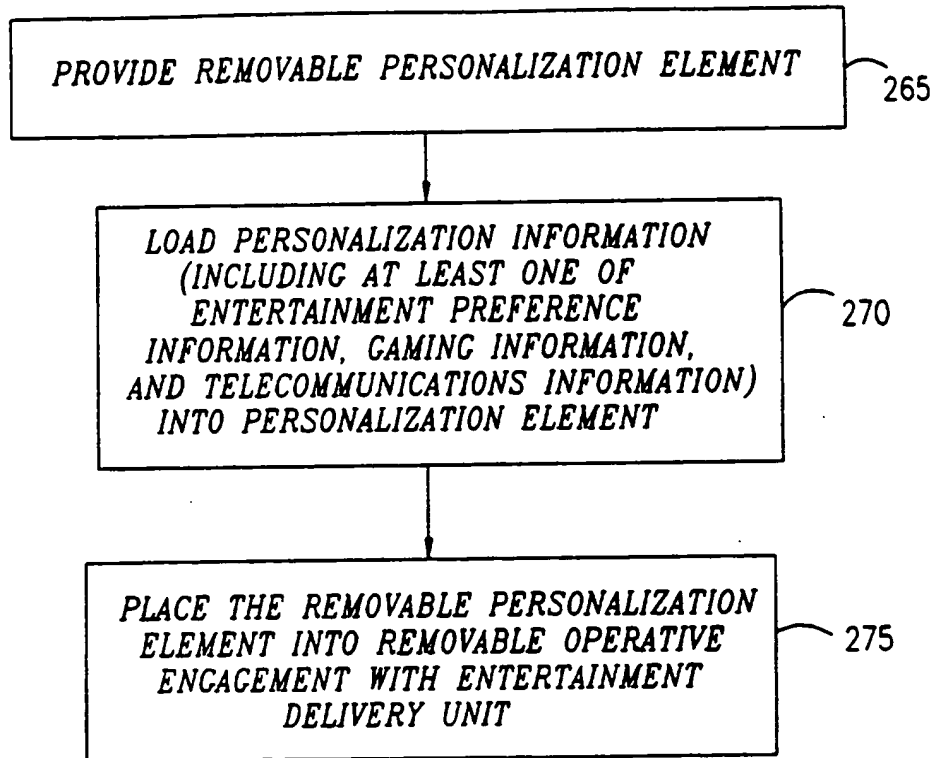 PROVIDE REMOVABLE PERSONALIZATION ELEMENT
265
LOAD PERSONALIZATION INFORMATION
(INCLUDING AT LEAST ONE OF
ENTERTAINMENT PREFERENCE
INFORMATION, GAMING INFORMATION,
AND TELECOMMUNICATIONS INFORMATION)
INTO PERSONALIZATION ELEMENT
270
PLACE THE REMOVABLE PERSONALIZATION
ELEMENT INTO REMOVABLE OPERATIVE
ENGAGEMENT WITH ENTERTAINMENT
DELIVERY UNIT
275